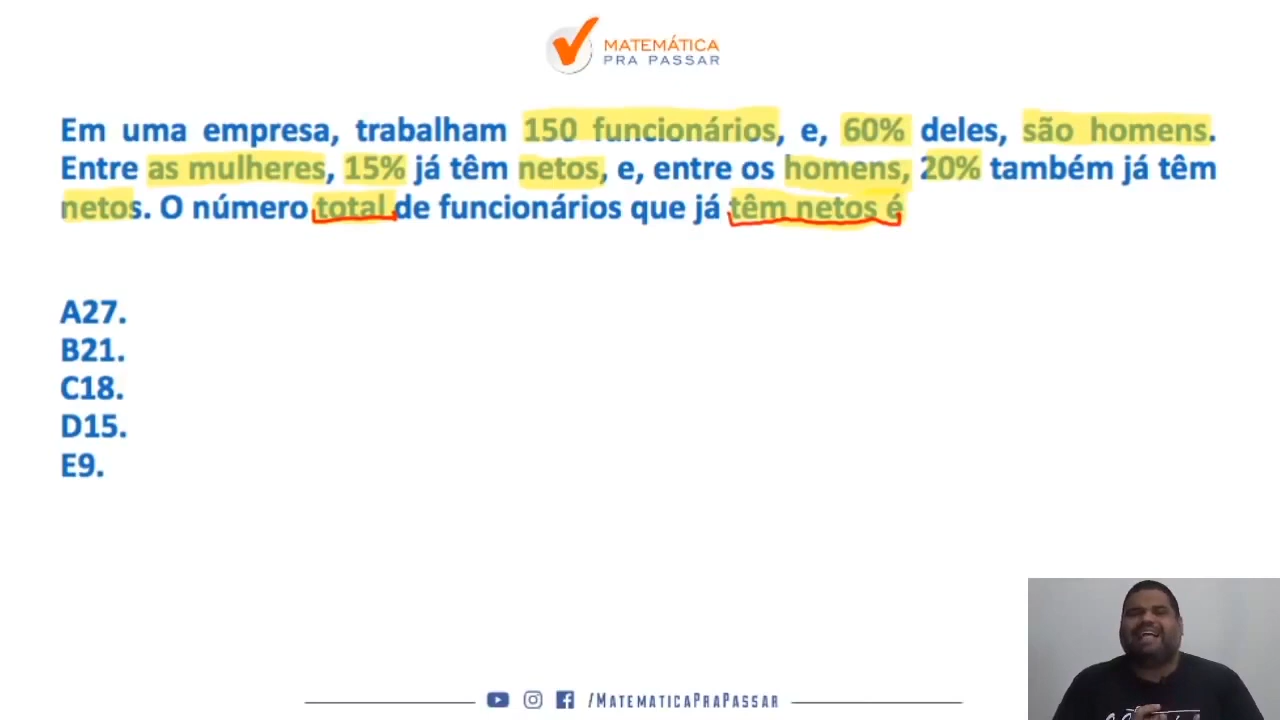 MATEMÁTICA
PRA PASSAR
Em uma empresa, trabalham 150 funcionários, e, 60% deles, são homens.
Entre as mulheres, 15% já têm netos, e, entre os homens, 20% também já têm
netos. O número total de funcionários que já têm netos é
A27.
B21.
C18.
D15.
E9.
/MATEMATICAPRAPASSAR